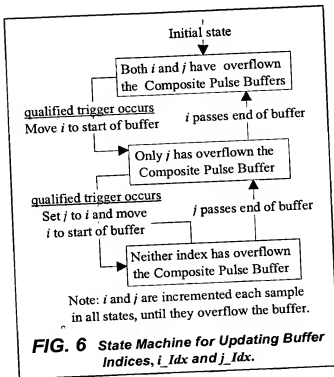 Initial state
Both i and j have overflown
the Composite Pulse Buffers
qualified trigger occurs
Move i to start of buffer
i passes end of buffer
Only j has overflown the
Composite Pulse Buffer
qualified trigger occurs
Set j to i and move
i to start of buffer
j passes end of buffer
Neither index has overflown
the Composite Pulse Buffer
Note: i and j are incremented each sample
in all states, until they overflow the buffer.
FIG. 6 State Machine for Updating Buffer
Indices, i_Idx and j_Idx.